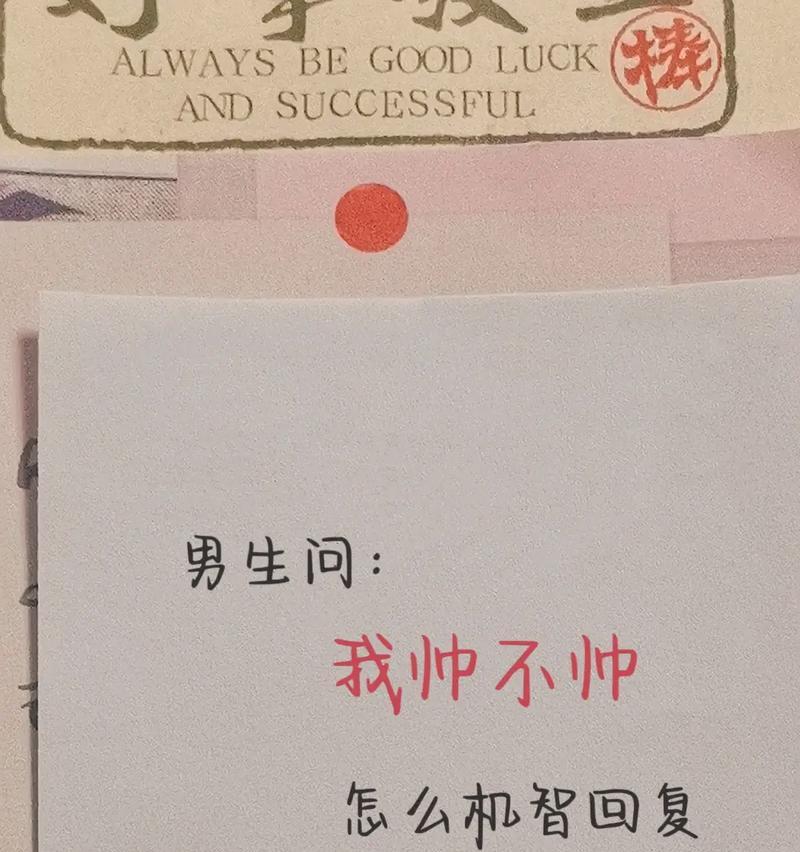 ALWAYS BE GOOD LUCK
AND SUCCESSFUL
棒
男生问:
我帅不帅
怎么机智回复